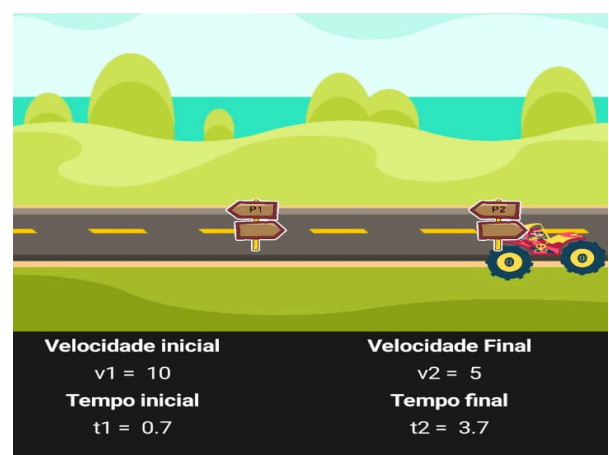 P1
P2
Velocidade inicial
v1 = 10
Tempo inicial
t1 = 0.7
Velocidade Final
v2 = 5
Tempo final
t2 = 3.7